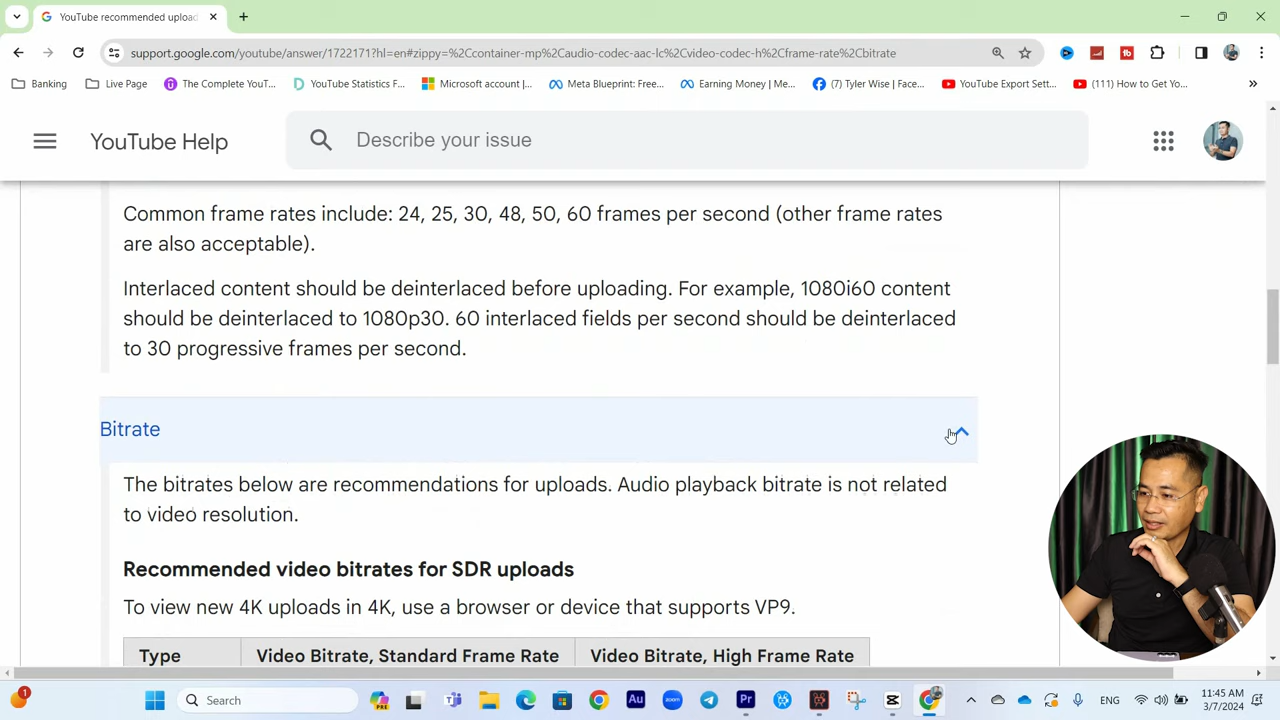 YouTube recommended upload
support.google.com/youtube/answer/1722171?hl=en#zippy=%2Ccontainer-mp%2Caudio-codec-aac-lc%2Cvideo-codec-h%2Cframe-rate%2Cbitrate
Banking Live Page The Complete YouT... YouTube Statistics F... Microsoft account |... Meta Blueprint: Free... Earning Money | Me... (7) Tyler Wise | Face... YouTube Export Sett... (111) How to Get Yo...
YouTube Help Describe your issue
Common frame rates include: 24, 25, 30, 48, 50, 60 frames per second (other frame rates
are also acceptable).
Interlaced content should be deinterlaced before uploading. For example, 1080i60 content
should be deinterlaced to 1080p30. 60 interlaced fields per second should be deinterlaced
to 30 progressive frames per second.
Bitrate
The bitrates below are recommendations for uploads. Audio playback bitrate is not related
to video resolution.
Recommended video bitrates for SDR uploads
To view new 4K uploads in 4K, use a browser or device that supports VP9.
Type Video Bitrate, Standard Frame Rate Video Bitrate, High Frame Rate
1 Search Au zoom Pr ENG 11:45 AM
3/7/2024